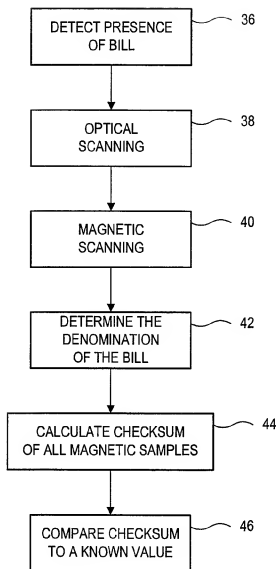 DETECT PRESENCE
OF BILL
36
OPTICAL
SCANNING
38
MAGNETIC
SCANNING
40
DETERMINE THE
DENOMINATION
OF THE BILL
42
CALCULATE CHECKSUM
OF ALL MAGNETIC SAMPLES
44
COMPARE CHECKSUM
TO A KNOWN VALUE
46